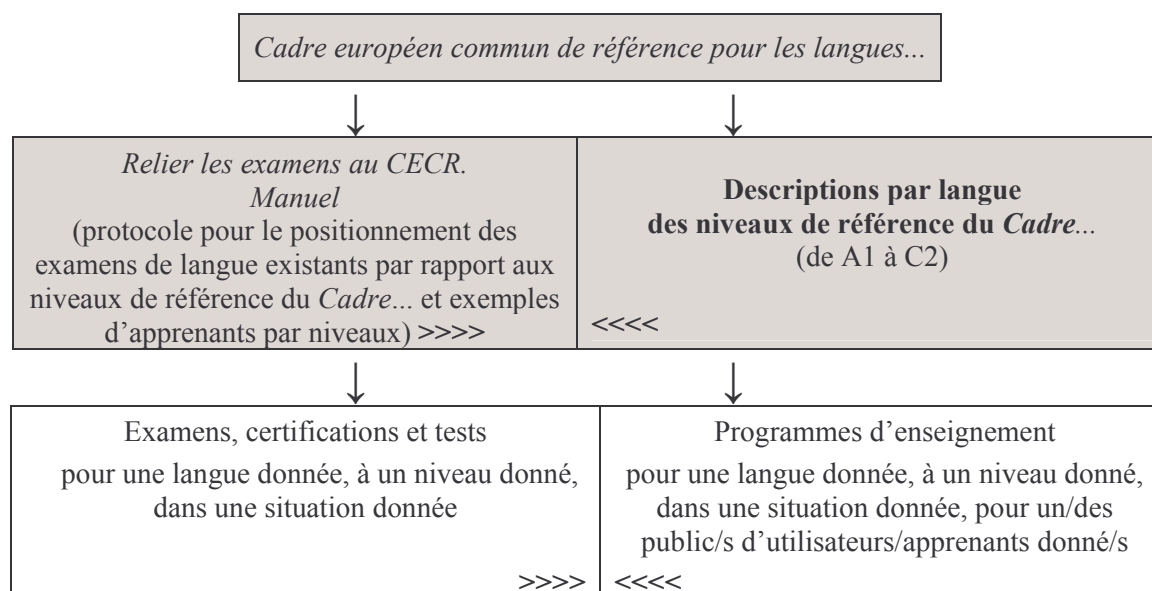 Cadre européen commun de référence pour les langues...
↓ ↓
Relier les examens au CECR.
Manuel
(protocole pour le positionnement des
examens de langue existants par rapport aux
niveaux de référence du Cadre... et exemples
d’apprenants par niveaux) >>>>
Descriptions par langue
des niveaux de référence du Cadre...
(de A1 à C2)
<<<<
↓ ↓
Examens, certifications et tests
pour une langue donnée, à un niveau donné,
dans une situation donnée
>>>>
Programmes d’enseignement
pour une langue donnée, à un niveau donné,
dans une situation donnée, pour un/des
public/s d’utilisateurs/apprenants donné/s
<<<<